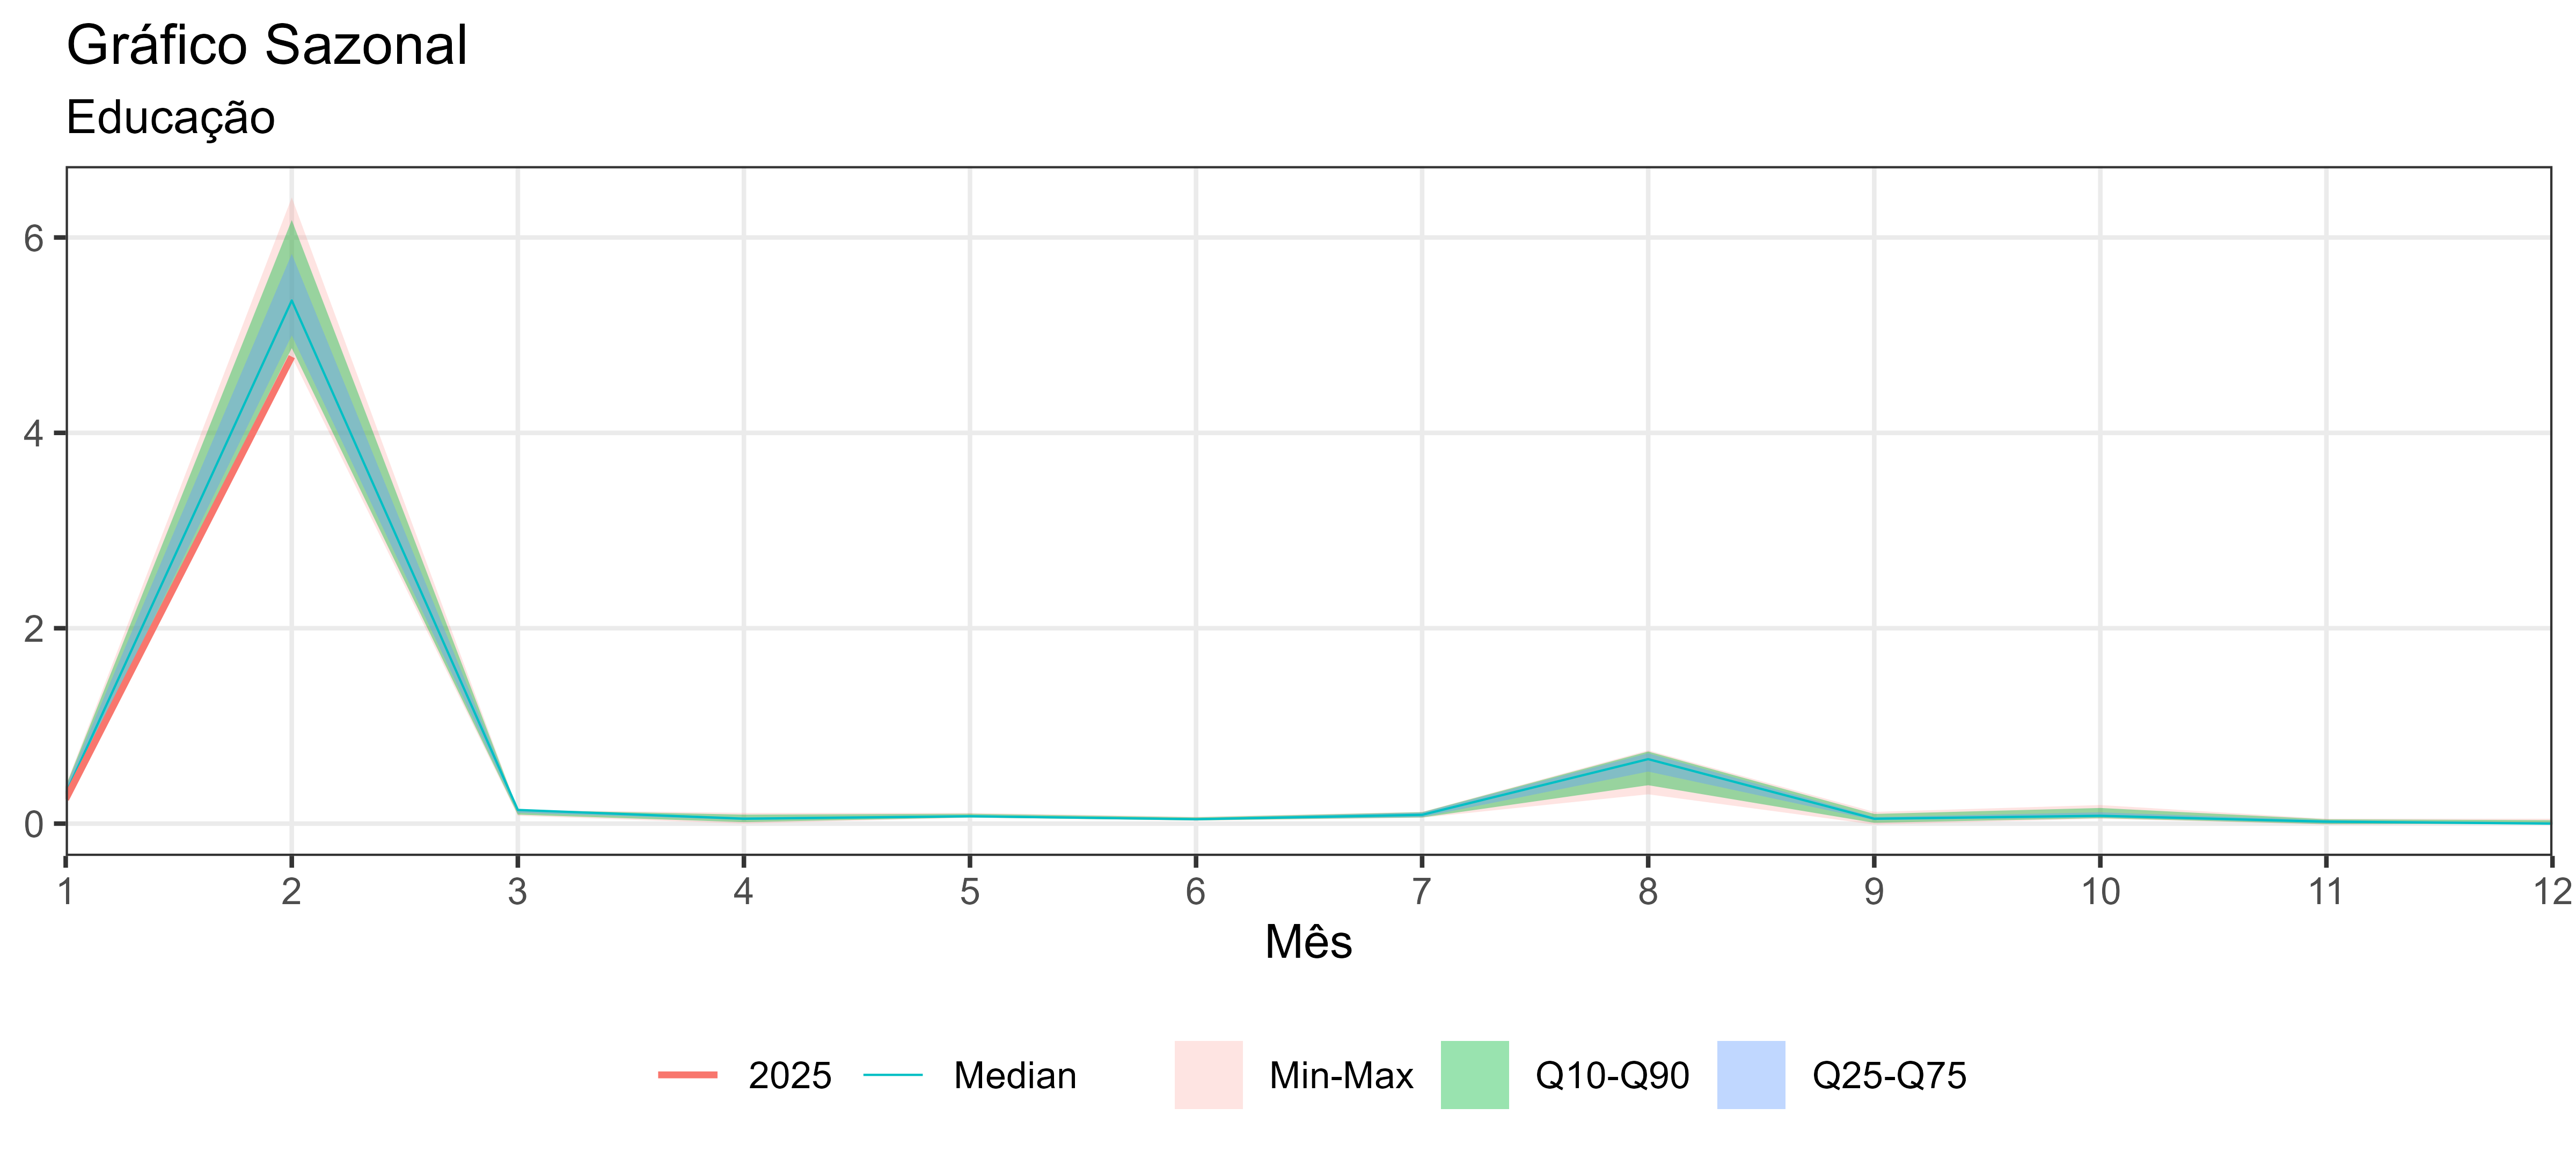 Gráfico Sazonal
Educação
6
4
2
0
1 2 3 4 5 6 7 8 9 10 11 12
Mês
2025 Median Min-Max Q10-Q90 Q25-Q75